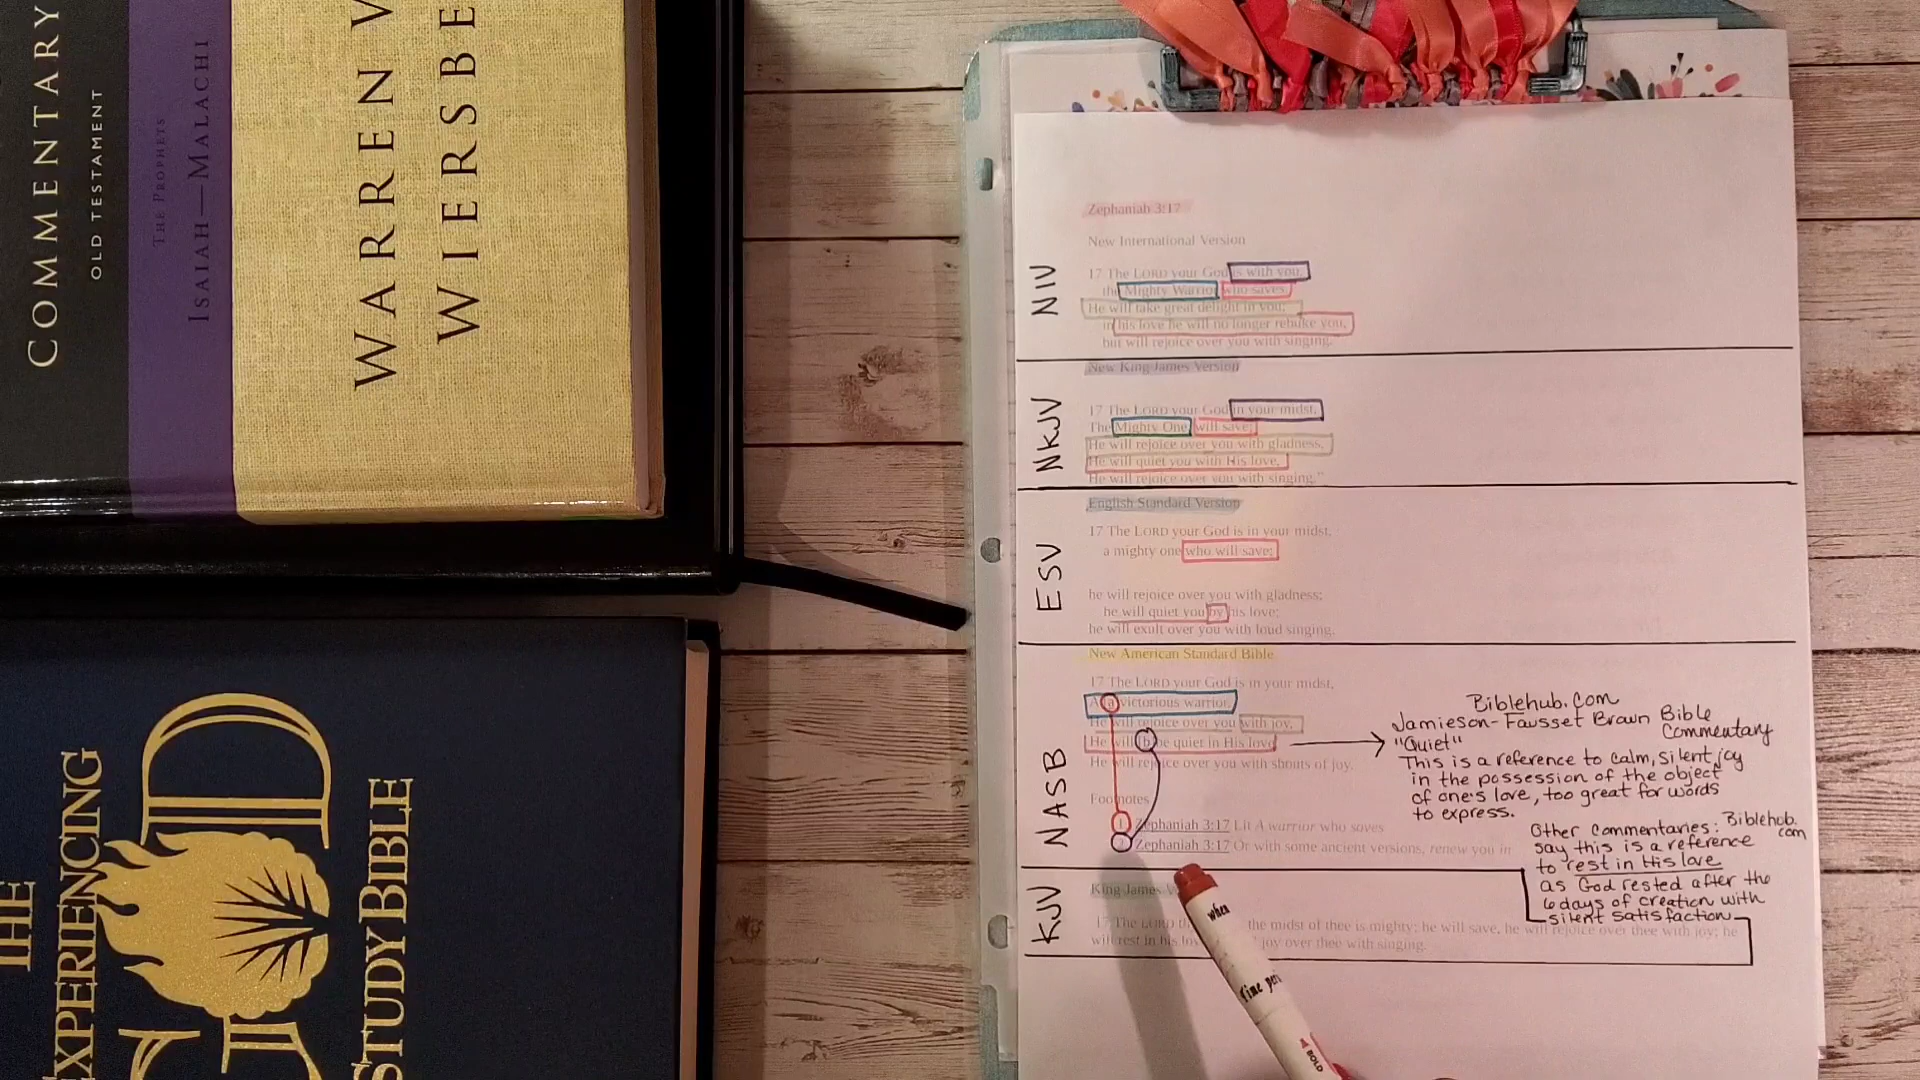 COMMENTARY
OLD TESTAMENT
THE PROPHETS
ISAIAH—MALACHI
WARREN W
WIERSBE
THE
EXPERIENCING
GOD
STUDY BIBLE
Zephaniah 3:17
New International Version
NIV
17 The LORD your God is with you,
the Mighty Warrior who saves.
He will take great delight in you;
in his love he will no longer rebuke you,
but will rejoice over you with singing.
New King James Version
NKJV
17 The LORD your God in your midst,
The Mighty One, will save;
He will rejoice over you with gladness,
He will quiet you with His love,
He will rejoice over you with singing."
English Standard Version
ESV
17 The LORD your God is in your midst,
a mighty one who will save;
he will rejoice over you with gladness;
he will quiet you by his love;
he will exult over you with loud singing.
New American Standard Bible
NASB
17 The LORD your God is in your midst,
A a victorious warrior.
He will rejoice over you with joy,
He will b be quiet in His love,
He will rejoice over you with shouts of joy.
Footnotes
1 Zephaniah 3:17 Lit A warrior who saves
2 Zephaniah 3:17 Or with some ancient versions, renew you in
Biblehub.com
Jamieson-Fausset Brown Bible
Commentary
"Quiet"
This is a reference to calm, silent joy
in the possession of the object
of one's love, too great for words
to express.
Other Commentaries: Biblehub.
com
say this is a reference
to rest in His love
as God rested after the
6 days of creation with
silent satisfaction
KJV
King James
17 The LORD the midst of thee is mighty; he will save, he will rejoice over thee with joy; he
will rest in his joy over thee with singing.
when
Fine
BOLD